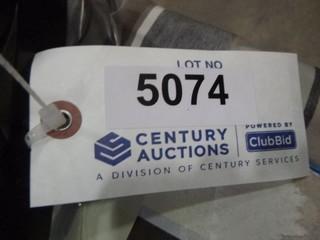 LOT NO
5074
CENTURY
AUCTIONS
POWERED BY
ClubBid
A DIVISION OF CENTURY SERVICES